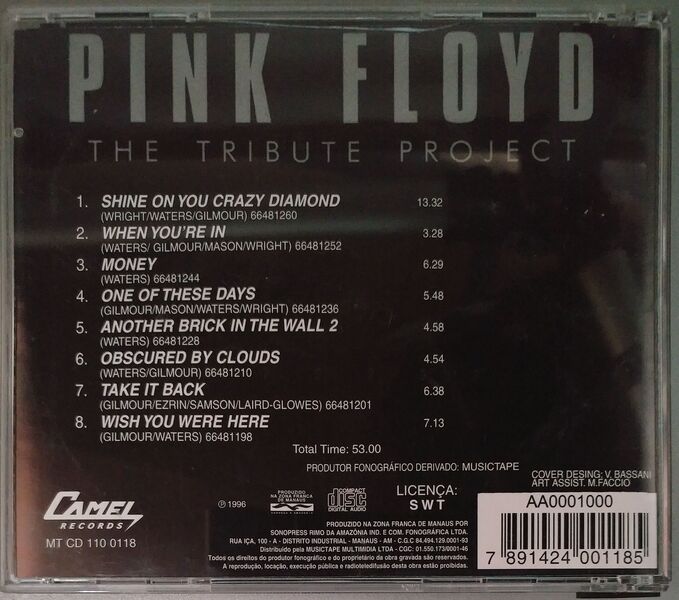 PINK FLOYD
THE TRIBUTE PROJECT
1. SHINE ON YOU CRAZY DIAMOND 13.32
(WRIGHT/WATERS/GILMOUR) 66481260
2. WHEN YOU'RE IN 3.28
(WATERS/ GILMOUR/MASON/WRIGHT) 66481252
3. MONEY 6.29
(WATERS) 66481244
4. ONE OF THESE DAYS 5.48
(GILMOUR/MASON/WATERS/WRIGHT) 66481236
5. ANOTHER BRICK IN THE WALL 2 4.58
(WATERS) 66481228
6. OBSCURED BY CLOUDS 4.54
(WATERS/GILMOUR) 66481210
7. TAKE IT BACK 6.38
(GILMOUR/EZRIN/SAMSON/LAIRD-GLOWES) 66481201
8. WISH YOU WERE HERE 7.13
(GILMOUR/WATERS) 66481198
Total Time: 53.00
PRODUTOR FONOGRÁFICO DERIVADO: MUSICTAPE
COVER DESING: V. BASSANI
ART ASSIST. M.FACCIO
CAMEL
RECORDS
MT CD 110 0118
℗ 1996
PRODUZIDO
NA ZONA FRANCA
DE MANAUS
COMPACT
disc
DIGITAL AUDIO
LICENÇA:
SWT
AA0001000
7 891424 001185
PRODUZIDO NA ZONA FRANCA DE MANAUS POR
SONOPRESS RIMO DA AMAZÔNIA IND. E COM. FONOGRÁFICA LTDA.
RUA IÇA, 100 - A - DISTRITO INDUSTRIAL - MANAUS - AM - C.G.C 84.494.129.0001-93
Distribuido pela MUSICTAPE MULTIMIDIA LTDA - CGC: 01.550.173/0001-46
Todos os direitos do produtor fonográfico e do proprietário da obra gravada são reservados.
A reprodução, locação, execução pública e radioteledifusão desta obra estão proibidas.